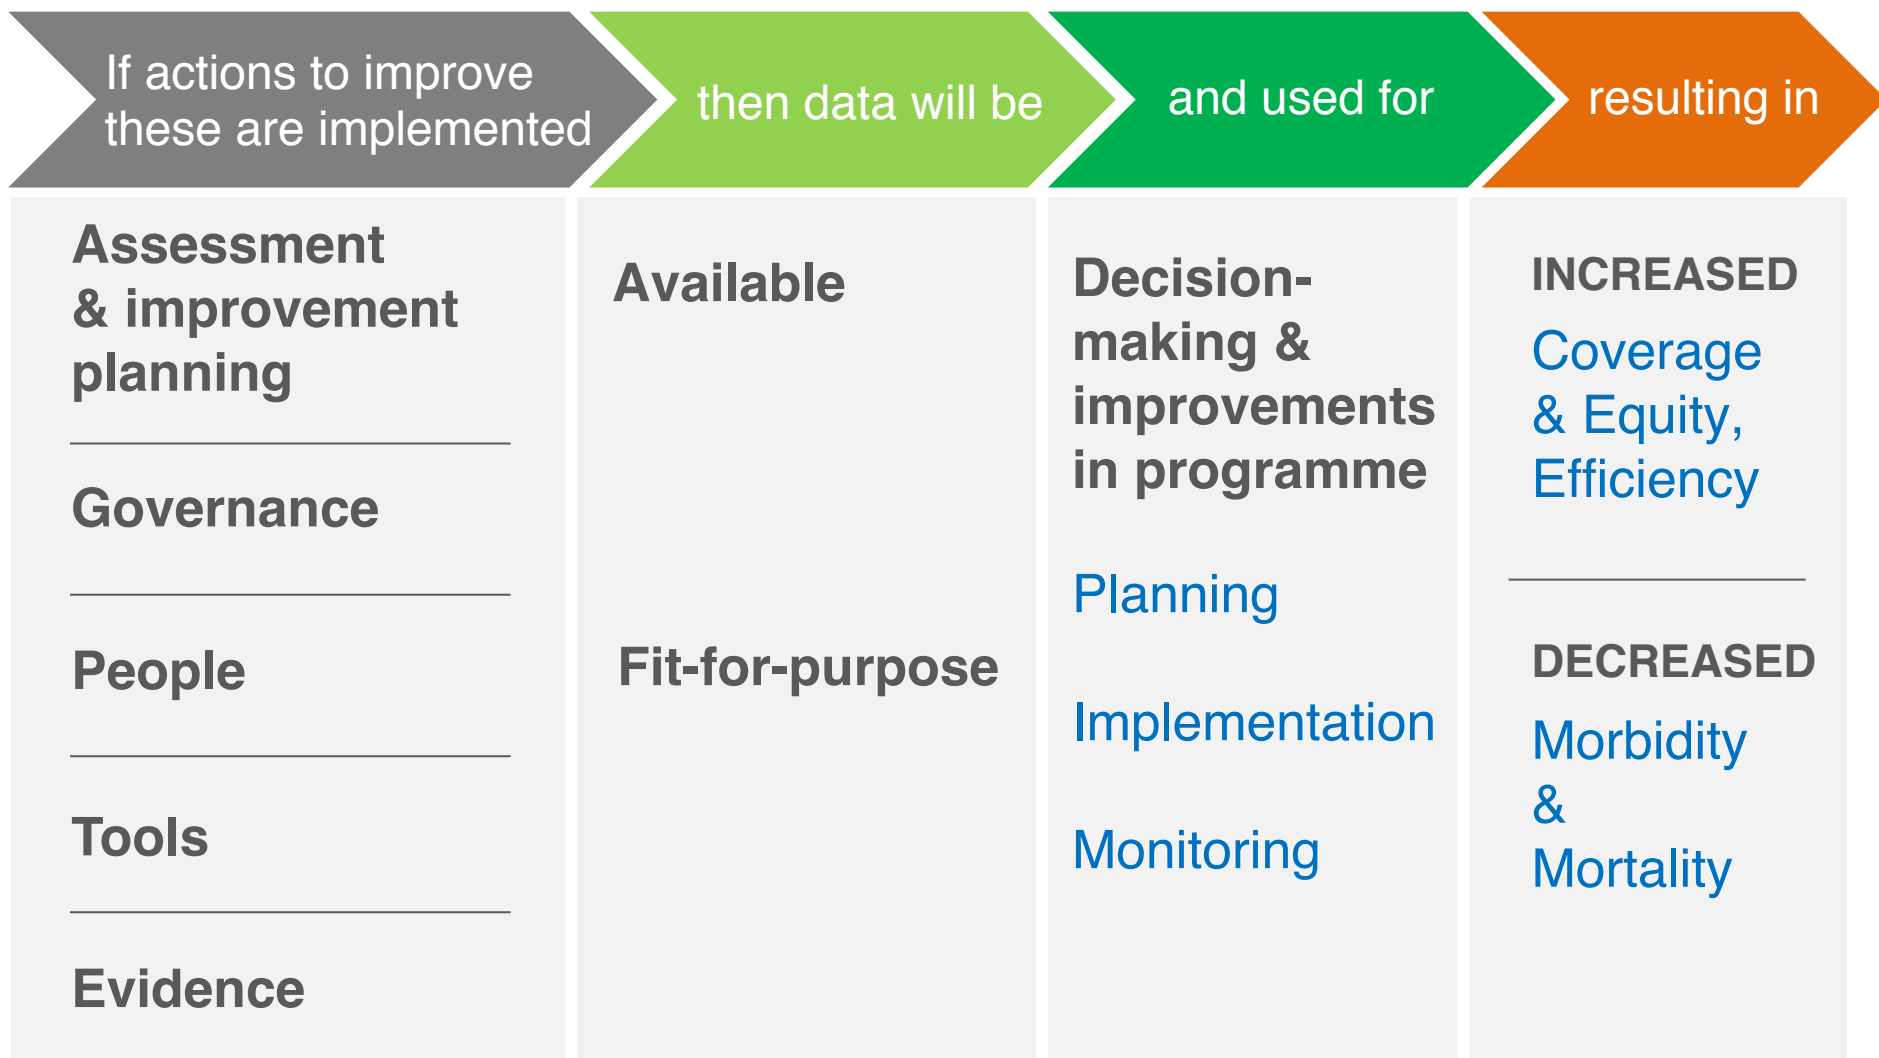 If actions to improve
these are implemented
then data will be
and used for
resulting in
Assessment
& improvement
planning
Governance
People
Tools
Evidence
Available
Fit-for-purpose
Decision-
making &
improvements
in programme
Planning
Implementation
Monitoring
INCREASED
Coverage
& Equity,
Efficiency
DECREASED
Morbidity
&
Mortality